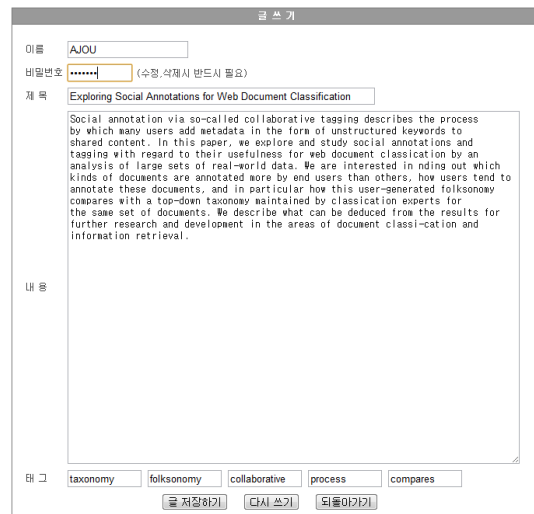 글 쓰 기
이름 AJOU
비밀번호 ••••••• (수정,삭제시 반드시 필요)
제 목 Exploring Social Annotations for Web Document Classification
Social annotation via so-called collaborative tagging describes the process
by which many users add metadata in the form of unstructured keywords to
shared content. In this paper, we explore and study social annotations and
tagging with regard to their usefulness for web document classication by an
analysis of large sets of real-world data. We are interested in nding out which
kinds of documents are annotated more by end users than others, how users tend to
annotate these documents, and in particular how this user-generated folksonomy
compares with a top-down taxonomy maintained by classication experts for
the same set of documents. We describe what can be deduced from the results for
further research and development in the areas of document classi-cation and
information retrieval.
내 용
태 그 taxonomy folksonomy collaborative process compares
글 저장하기 다시 쓰기 되돌아가기